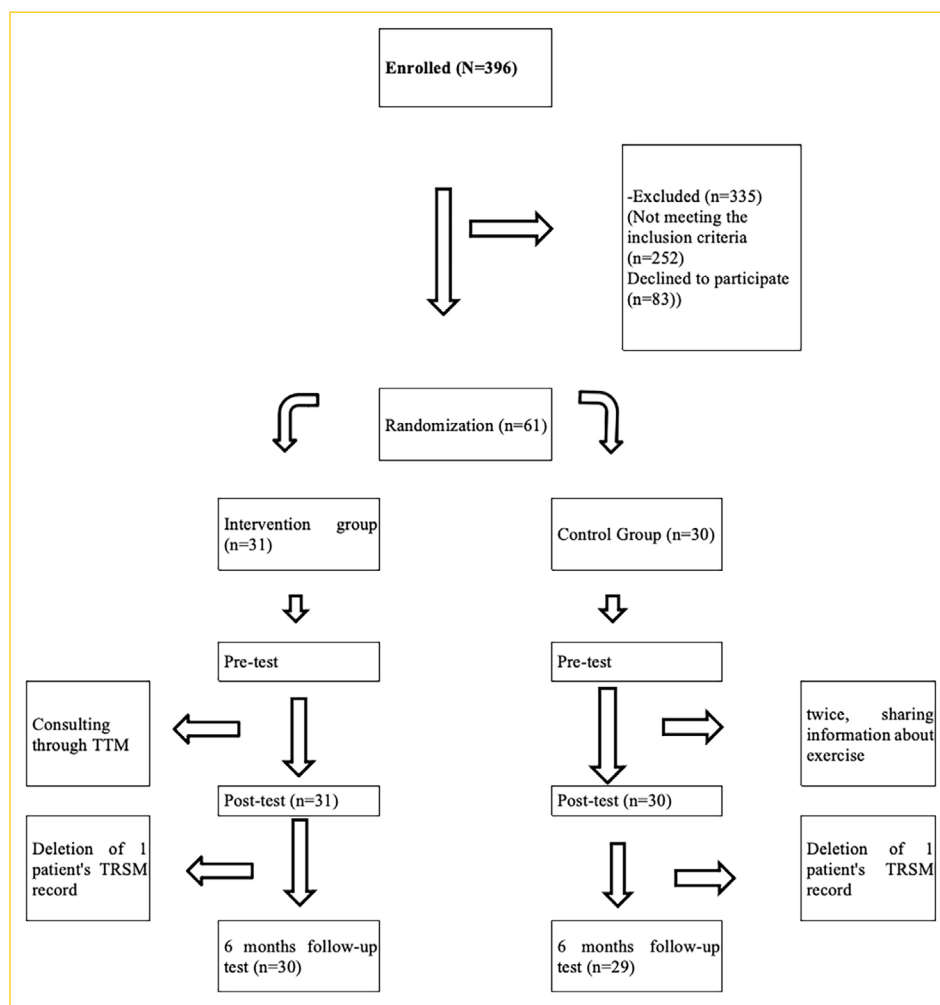 Enrolled (N=396)
-Excluded (n=335)
(Not meeting the
inclusion criteria
(n=252)
Declined to participate
(n=83))
Randomization (n=61)
Intervention group
(n=31)
Control Group (n=30)
Pre-test
Pre-test
Consulting
through TTM
twice, sharing
information about
exercise
Post-test (n=31)
Post-test (n=30)
Deletion of 1
patient's TRSM
record
Deletion of 1
patient's TRSM
record
6 months follow-up
test (n=30)
6 months follow-up
test (n=29)